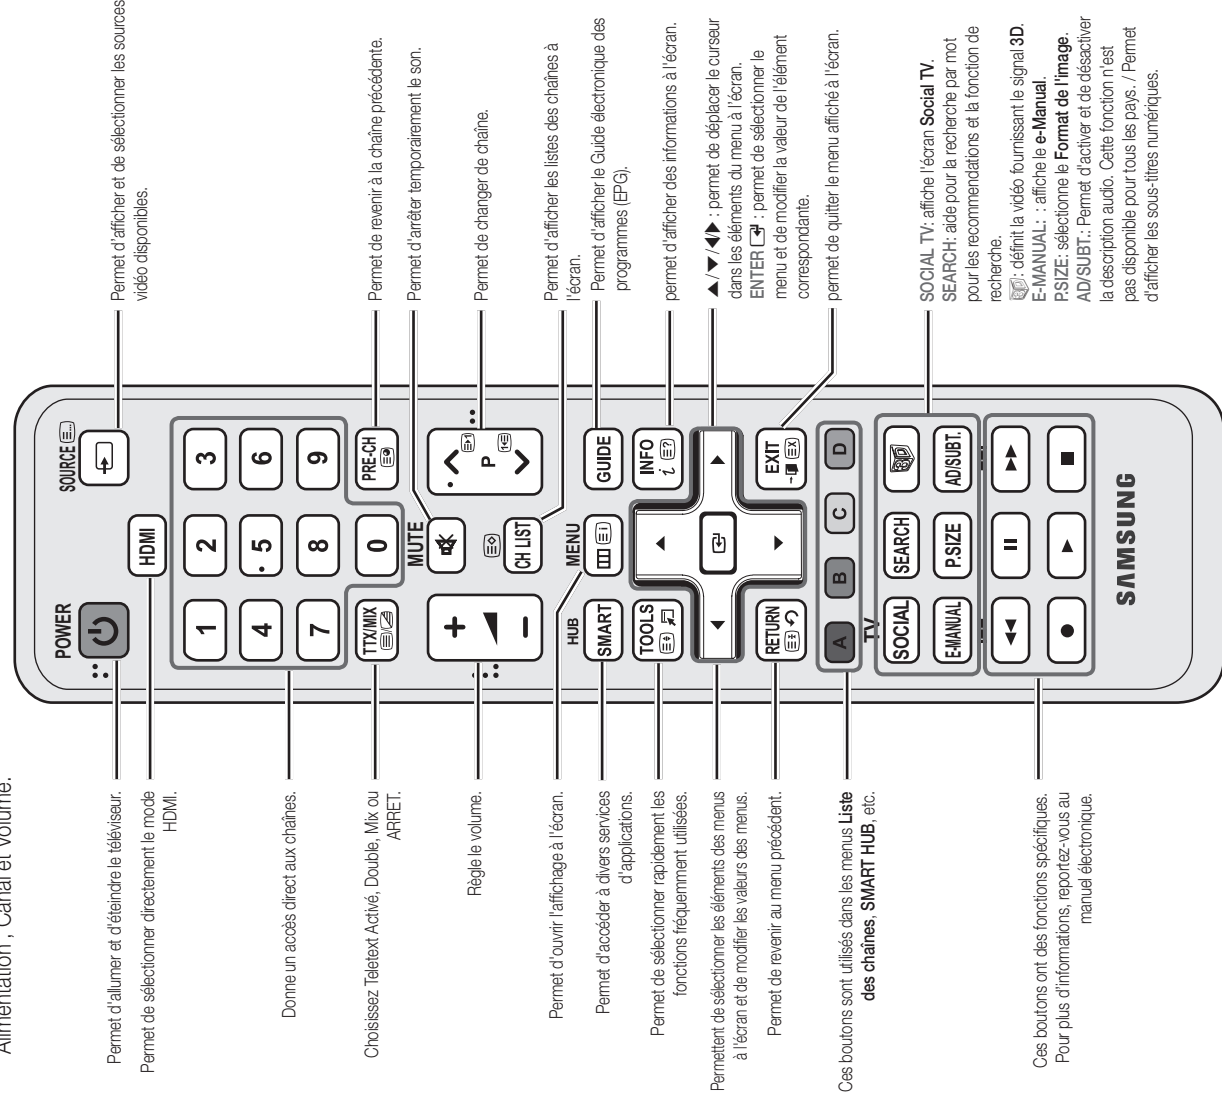 Alimentation , Canal et Volume.
Permet d'allumer et d'éteindre le téléviseur.
Permet de sélectionner directement le mode
HDMI.
Donne un accès direct aux chaînes.
Choisissez Teletext Activé, Double, Mix ou
ARRET.
Règle le volume.
Permet d'ouvrir l'affichage à l'écran.
Permet d'accéder à divers services
d'applications.
Permet de sélectionner rapidement les
fonctions fréquemment utilisées.
Permettent de sélectionner les éléments des menus
à l'écran et de modifier les valeurs des menus.
Permet de revenir au menu précédent.
Ces boutons sont utilisés dans les menus Liste
des chaînes, SMART HUB, etc.
Ces boutons ont des fonctions spécifiques.
Pour plus d'informations, reportez-vous au
manuel électronique.
POWER
SOURCE
HDMI
1 2 3
4 5 6
7 8 9
TTX/MIX 0 PRE-CH
MUTE
+
−
P
CH LIST
HUB MENU
SMART GUIDE
TOOLS INFO
i
RETURN EXIT
A B C D
TV
SOCIAL SEARCH
E-MANUAL P.SIZE AD/SUBT.
SAMSUNG
Permet d'afficher et de sélectionner les sources
vidéo disponibles.
Permet de revenir à la chaîne précédente.
Permet d'arrêter temporairement le son.
Permet de changer de chaîne.
Permet d'afficher les listes des chaînes à
l'écran.
Permet d'afficher le Guide électronique des
programmes (EPG).
permet d'afficher des informations à l'écran.
▲/▼/◀/▶ : permet de déplacer le curseur
dans les éléments du menu à l'écran.
ENTER : permet de sélectionner le
menu et de modifier la valeur de l'élément
correspondante.
permet de quitter le menu affiché à l'écran.
SOCIAL TV: affiche l'écran Social TV.
SEARCH: aide pour la recherche par mot
pour les recommendations et la fonction de
recherche.
: définit la vidéo fournissant le signal 3D.
E-MANUAL: : affiche le e-Manual.
P.SIZE: sélectionne le Format de l'image.
AD/SUBT.: Permet d'activer et de désactiver
la description audio. Cette fonction n'est
pas disponible pour tous les pays. / Permet
d'afficher les sous-titres numériques.